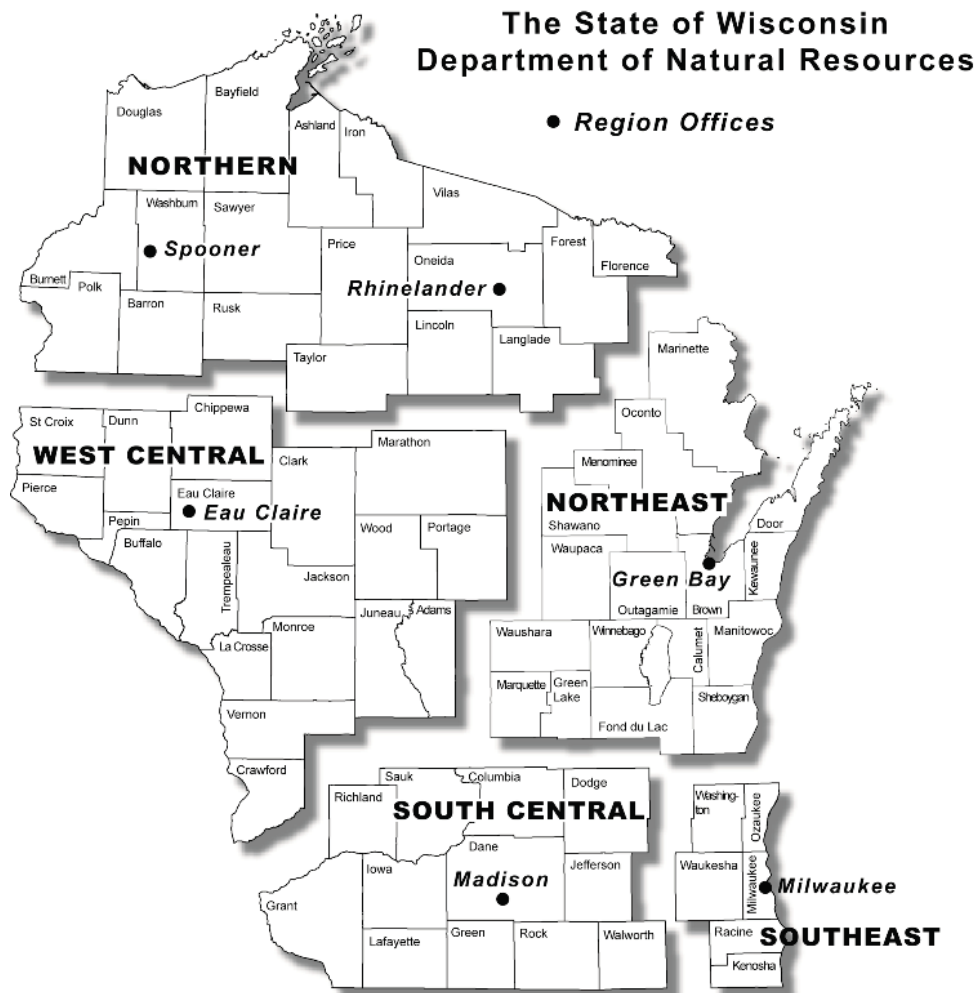 The State of Wisconsin
Department of Natural Resources
Region Offices
Bayfield
Douglas
Ashland
Iron
NORTHERN
Vilas
Washburn
Sawyer
Price
Forest
Spooner
Oneida
Florence
Burnett
Polk
Rhinelander
Barron
Rusk
Lincoln
Langlade
Taylor
Marinette
Chippewa
St Croix
Dunn
Oconto
Marathon
WEST CENTRAL
Clark
Menominee
Pierce
Eau Claire
NORTHEAST
Eau Claire
Pepin
Wood
Portage
Shawano
Door
Buffalo
Waupaca
Trempealeau
Jackson
Green Bay
Kewaunee
Juneau
Adams
Outagamie
Brown
Monroe
Waushara
Winnebago
Calumet
Manitowoc
La Crosse
Marquette
Green
Lake
Sheboygan
Vernon
Fond du Lac
Crawford
Sauk
Columbia
Dodge
Richland
SOUTH CENTRAL
Washing-
ton
Ozaukee
Dane
Iowa
Jefferson
Waukesha
Milwaukee
Madison
Milwaukee
Grant
Lafayette
Green
Rock
Walworth
Racine
SOUTHEAST
Kenosha